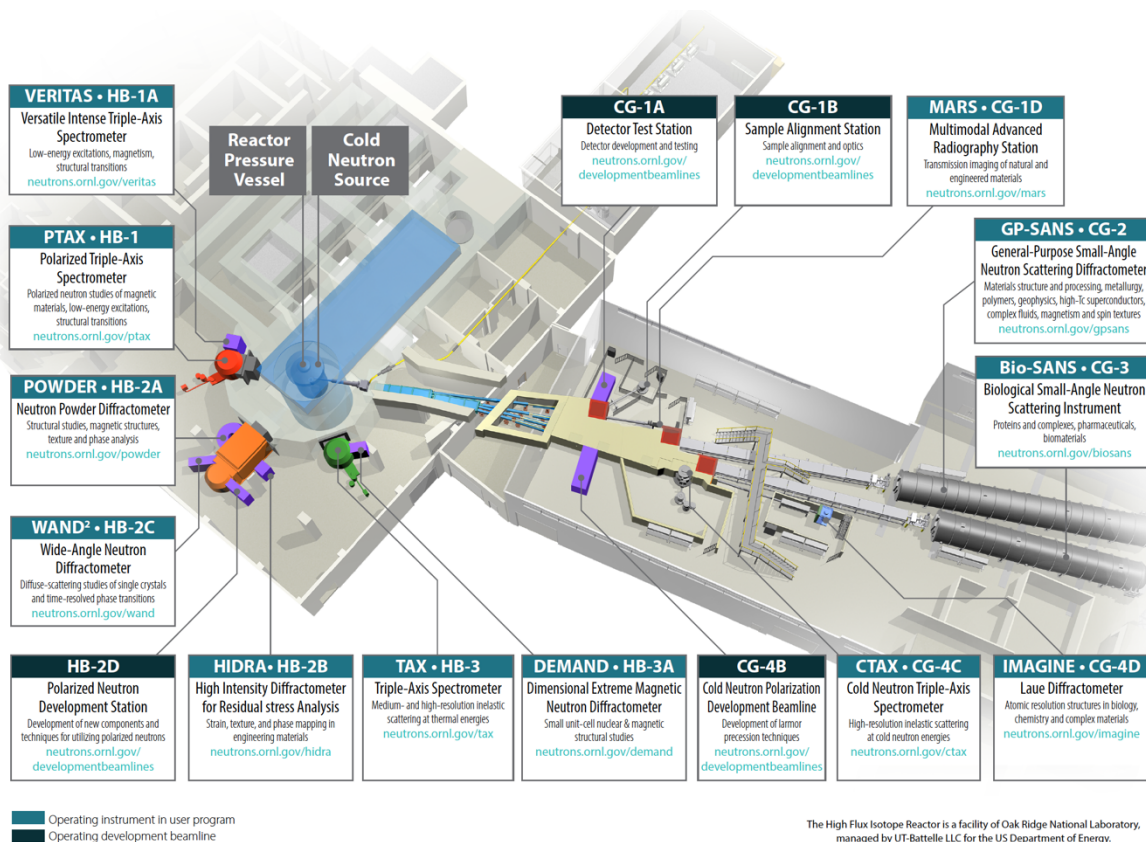 VERITAS • HB-1A
Versatile Intense Triple-Axis
Spectrometer
Low-energy excitations, magnetism,
structural transitions
neutrons.ornl.gov/veritas
Reactor
Pressure
Vessel
Cold
Neutron
Source
CG-1A
Detector Test Station
Detector development and testing
neutrons.ornl.gov/
developmentbeamlines
CG-1B
Sample Alignment Station
Sample alignment and optics
neutrons.ornl.gov/
developmentbeamlines
MARS • CG-1D
Multimodal Advanced
Radiography Station
Transmission imaging of natural and
engineered materials
neutrons.ornl.gov/mars
PTAX • HB-1
Polarized Triple-Axis
Spectrometer
Polarized neutron studies of magnetic
materials, low-energy excitations,
structural transitions
neutrons.ornl.gov/ptax
GP-SANS • CG-2
General-Purpose Small-Angle
Neutron Scattering Diffractometer
Materials structure and processing, metallurgy,
polymers, geophysics, high-Tc superconductors,
complex fluids, magnetism and spin textures
neutrons.ornl.gov/gpsans
POWDER • HB-2A
Neutron Powder Diffractometer
Structural studies, magnetic structures,
texture and phase analysis
neutrons.ornl.gov/powder
Bio-SANS • CG-3
Biological Small-Angle Neutron
Scattering Instrument
Proteins and complexes, pharmaceuticals,
biomaterials
neutrons.ornl.gov/biosans
WAND² • HB-2C
Wide-Angle Neutron
Diffractometer
Diffuse-scattering studies of single crystals
and time-resolved phase transitions
neutrons.ornl.gov/wand
HB-2D
Polarized Neutron
Development Station
Development of new components and
techniques for utilizing polarized neutrons
neutrons.ornl.gov/
developmentbeamlines
HIDRA • HB-2B
High Intensity Diffractometer
for Residual stress Analysis
Strain, texture, and phase mapping in
engineering materials
neutrons.ornl.gov/hidra
TAX • HB-3
Triple-Axis Spectrometer
Medium- and high-resolution inelastic
scattering at thermal energies
neutrons.ornl.gov/tax
DEMAND • HB-3A
Dimensional Extreme Magnetic
Neutron Diffractometer
Small unit-cell nuclear & magnetic
structural studies
neutrons.ornl.gov/demand
CG-4B
Cold Neutron Polarization
Development Beamline
Development of larmor
precession techniques
neutrons.ornl.gov/
developmentbeamlines
CTAX • CG-4C
Cold Neutron Triple-Axis
Spectrometer
High-resolution inelastic scattering
at cold neutron energies
neutrons.ornl.gov/ctax
IMAGINE • CG-4D
Laue Diffractometer
Atomic resolution structures in biology,
chemistry and complex materials
neutrons.ornl.gov/imagine
Operating instrument in user program
Operating development beamline
The High Flux Isotope Reactor is a facility of Oak Ridge National Laboratory,
managed by UT-Battelle LLC for the US Department of Energy.